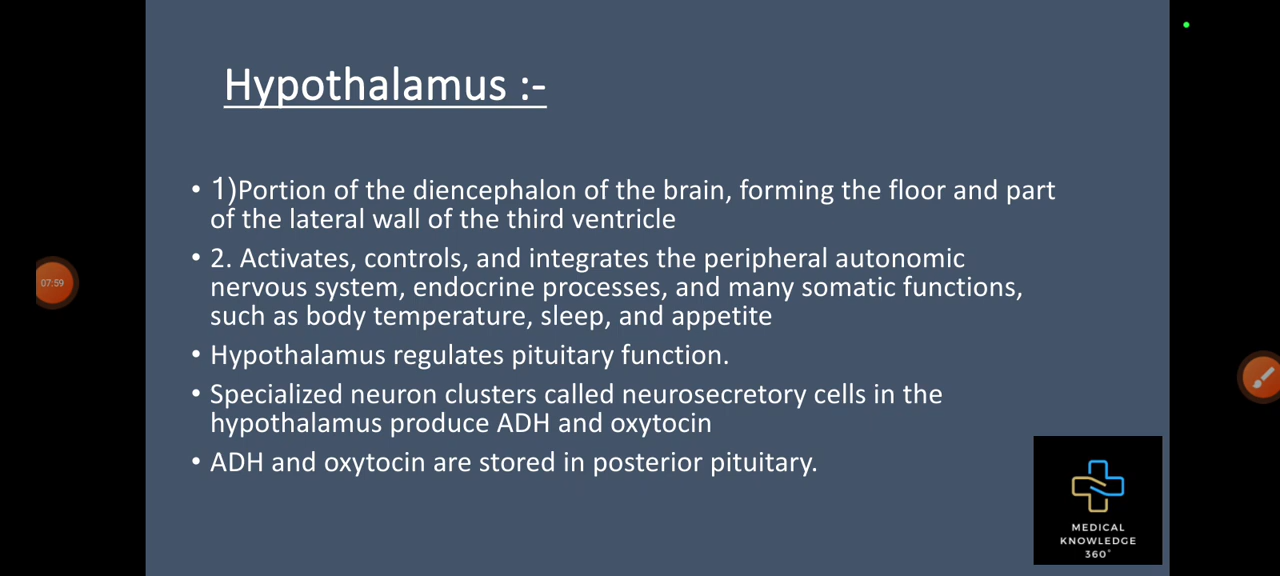 Hypothalamus :-
• 1)Portion of the diencephalon of the brain, forming the floor and part
of the lateral wall of the third ventricle
• 2. Activates, controls, and integrates the peripheral autonomic
nervous system, endocrine processes, and many somatic functions,
such as body temperature, sleep, and appetite
• Hypothalamus regulates pituitary function.
• Specialized neuron clusters called neurosecretory cells in the
hypothalamus produce ADH and oxytocin
• ADH and oxytocin are stored in posterior pituitary.
07:59
MEDICAL
KNOWLEDGE
360°